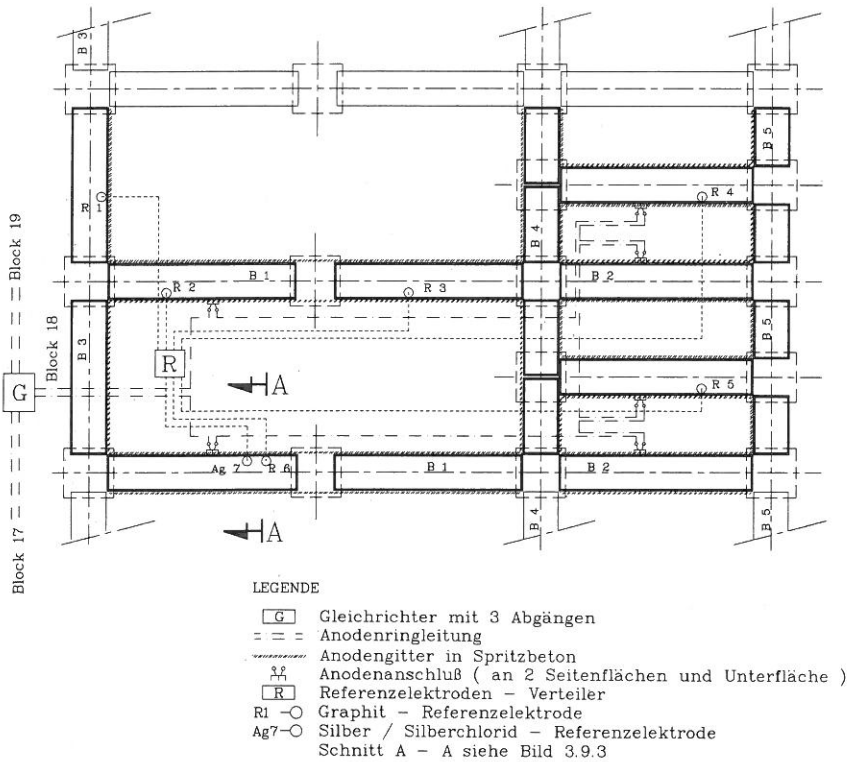 B 3
B 5
R 1
R 4
Block 19
B 4
B 1
B 2
R 2
R 3
Block 18
B 3
B 5
G
R
A
R 5
Ag 7
R 6
B 1
B 2
A
Block 17
B 4
B 5
LEGENDE
G Gleichrichter mit 3 Abgängen
Anodenringleitung
Anodengitter in Spritzbeton
Anodenanschluß ( an 2 Seitenflächen und Unterfläche )
R Referenzelektroden - Verteiler
R1 Graphit - Referenzelektrode
Ag7 Silber / Silberchlorid - Referenzelektrode
Schnitt A - A siehe Bild 3.9.3